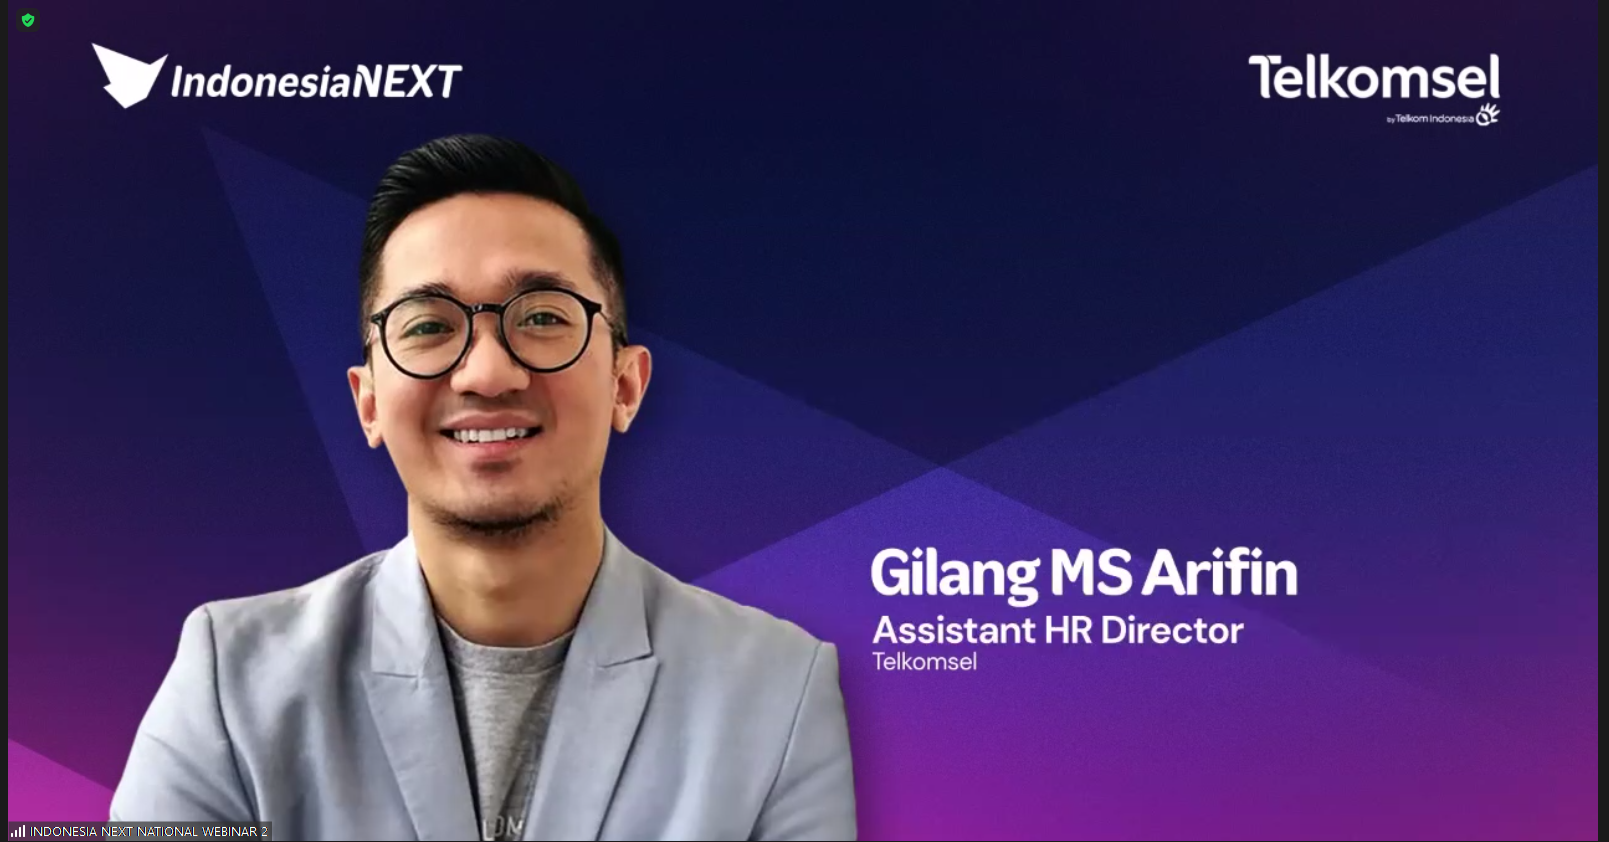 IndonesiaNEXT
Telkomsel
by Telkom Indonesia
Gilang MS Arifin
Assistant HR Director
Telkomsel
INDONESIA NEXT NATIONAL WEBINAR 2